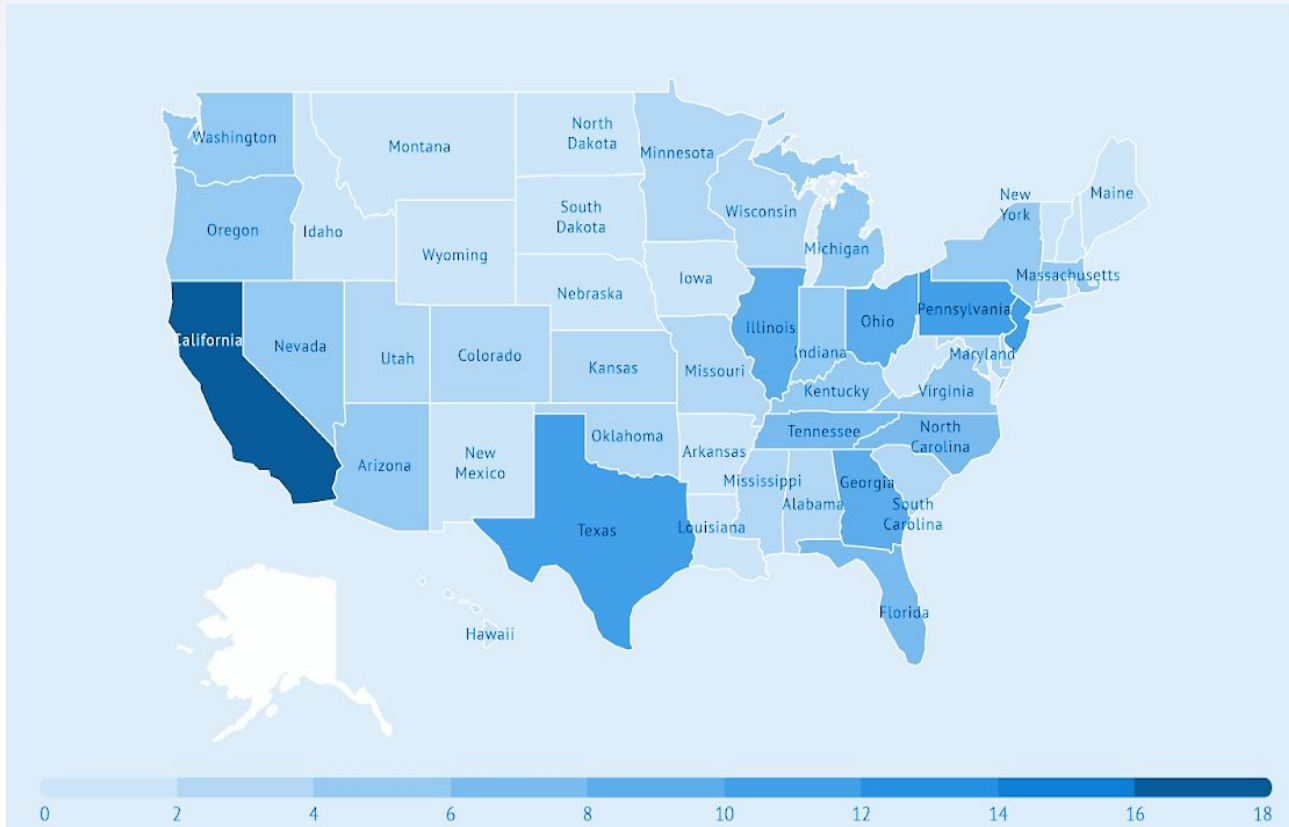 Washington
Montana
North
Dakota
Minnesota
Maine
New
York
Oregon
Idaho
South
Dakota
Wisconsin
Michigan
Wyoming
Massachusetts
Iowa
Nebraska
Pennsylvania
Illinois
Ohio
California
Nevada
Utah
Colorado
Indiana
Maryland
Kansas
Missouri
Kentucky
Virginia
Tennessee
North
Carolina
Oklahoma
Arkansas
Arizona
New
Mexico
Mississippi
Georgia
Alabama
South
Carolina
Texas
Louisiana
Florida
Hawaii
0 2 4 6 8 10 12 14 16 18